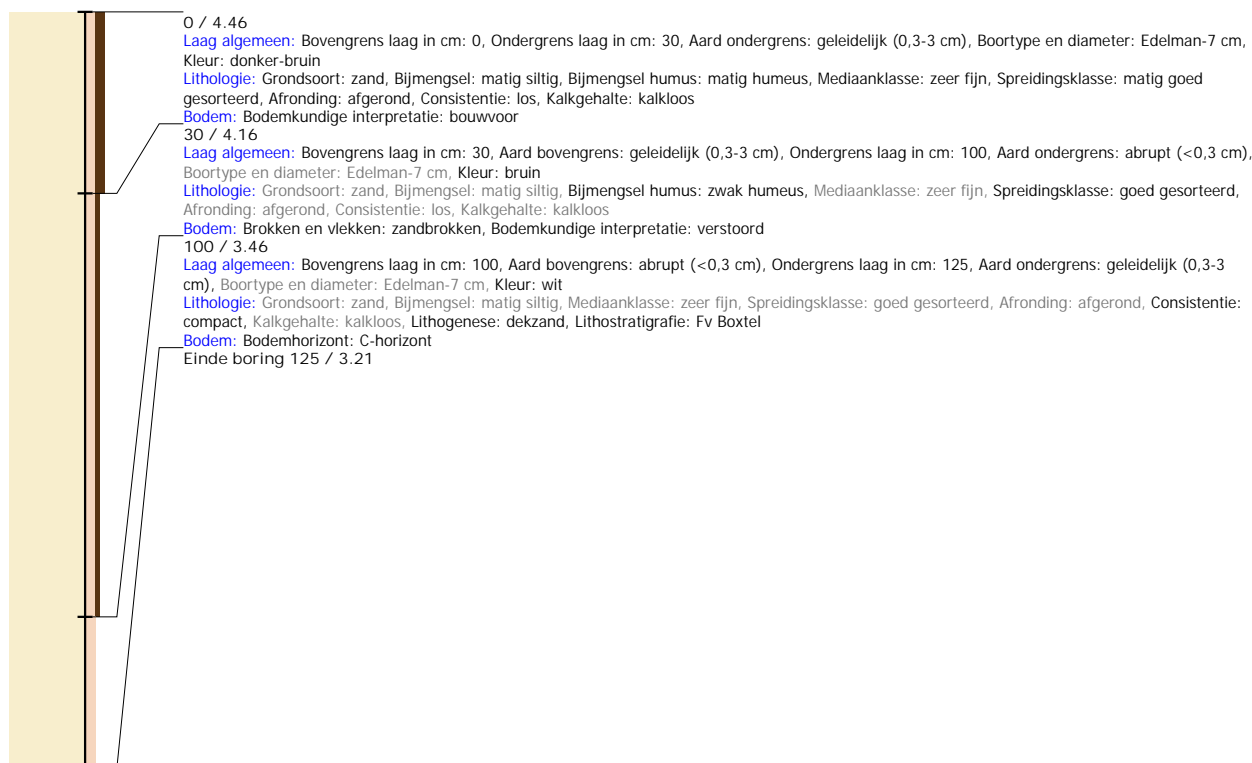 0 / 4.46
Laag algemeen: Bovengrens laag in cm: 0, Ondergrens laag in cm: 30, Aard ondergrens: geleidelijk (0,3-3 cm), Boortype en diameter: Edelman-7 cm,
Kleur: donker-bruin
Lithologie: Grondsoort: zand, Bijmengsel: matig siltig, Bijmengsel humus: matig humeus, Mediaanklasse: zeer fijn, Spreidingsklasse: matig goed
gesorteerd, Afronding: afgerond, Consistentie: los, Kalkgehalte: kalkloos
Bodem: Bodemkundige interpretatie: bouwvoor
30 / 4.16
Laag algemeen: Bovengrens laag in cm: 30, Aard bovengrens: geleidelijk (0,3-3 cm), Ondergrens laag in cm: 100, Aard ondergrens: abrupt (<0,3 cm),
Boortype en diameter: Edelman-7 cm, Kleur: bruin
Lithologie: Grondsoort: zand, Bijmengsel: matig siltig, Bijmengsel humus: zwak humeus, Mediaanklasse: zeer fijn, Spreidingsklasse: goed gesorteerd,
Afronding: afgerond, Consistentie: los, Kalkgehalte: kalkloos
Bodem: Brokken en vlekken: zandbrokken, Bodemkundige interpretatie: verstoord
100 / 3.46
Laag algemeen: Bovengrens laag in cm: 100, Aard bovengrens: abrupt (<0,3 cm), Ondergrens laag in cm: 125, Aard ondergrens: geleidelijk (0,3-3
cm), Boortype en diameter: Edelman-7 cm, Kleur: wit
Lithologie: Grondsoort: zand, Bijmengsel: matig siltig, Mediaanklasse: zeer fijn, Spreidingsklasse: goed gesorteerd, Afronding: afgerond, Consistentie:
compact, Kalkgehalte: kalkloos, Lithogenese: dekzand, Lithostratigrafie: Fv Boxtel
Bodem: Bodemhorizont: C-horizont
Einde boring 125 / 3.21